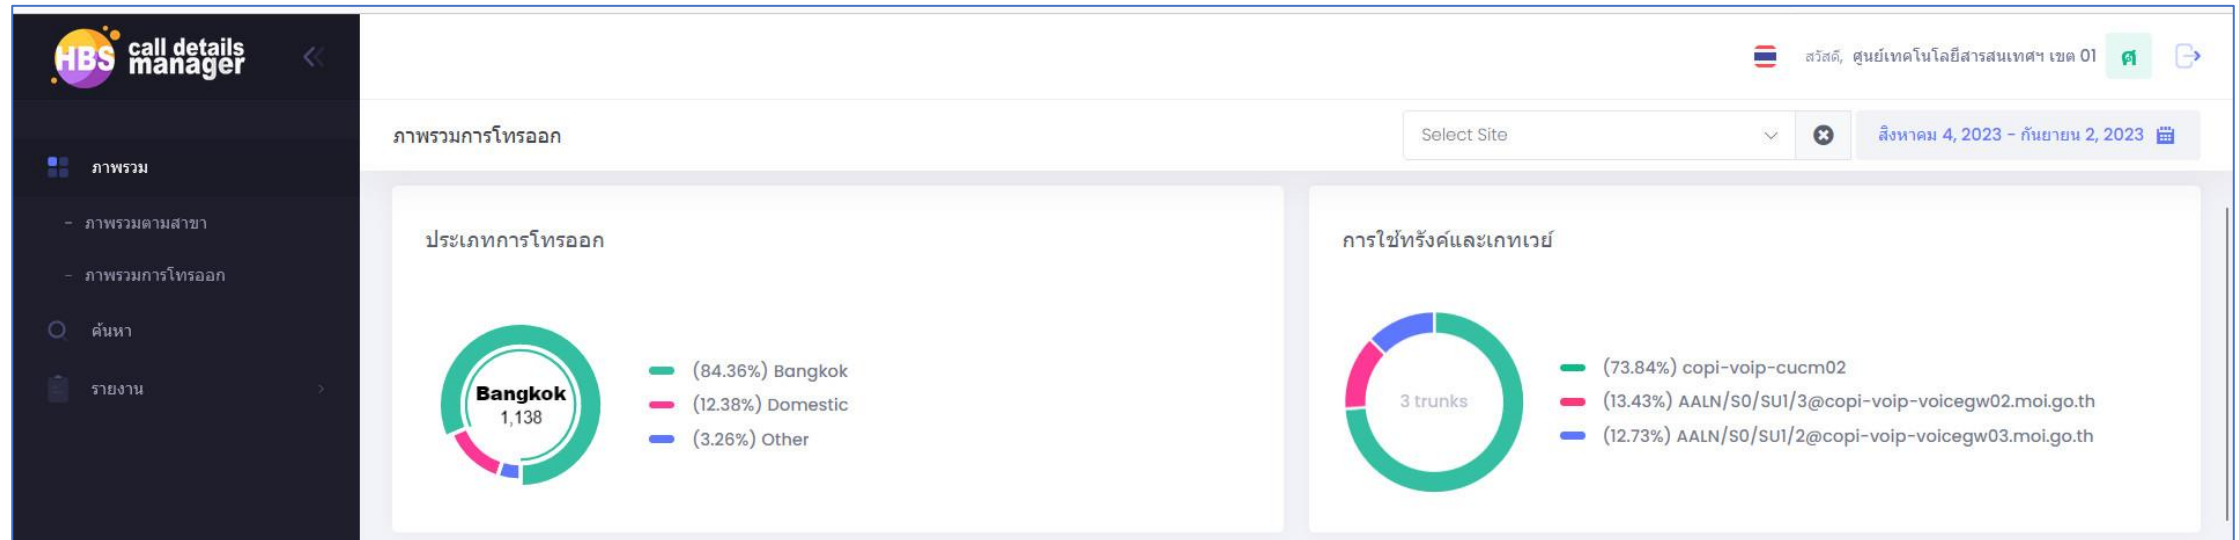 HBS call details manager
สวัสดี, ศูนย์เทคโนโลยีสารสนเทศฯ เขต 01 ศ
ภาพรวมการโทรออก
Select Site
สิงหาคม 4, 2023 - กันยายน 2, 2023
ภาพรวม
- ภาพรวมตามสาขา
- ภาพรวมการโทรออก
ค้นหา
รายงาน
ประเภทการโทรออก
Bangkok
1,138
(84.36%) Bangkok
(12.38%) Domestic
(3.26%) Other
การใช้ทรังค์และเกทเวย์
3 trunks
(73.84%) copi-voip-cucm02
(13.43%) AALN/S0/SU1/3@copi-voip-voicegw02.moi.go.th
(12.73%) AALN/S0/SU1/2@copi-voip-voicegw03.moi.go.th